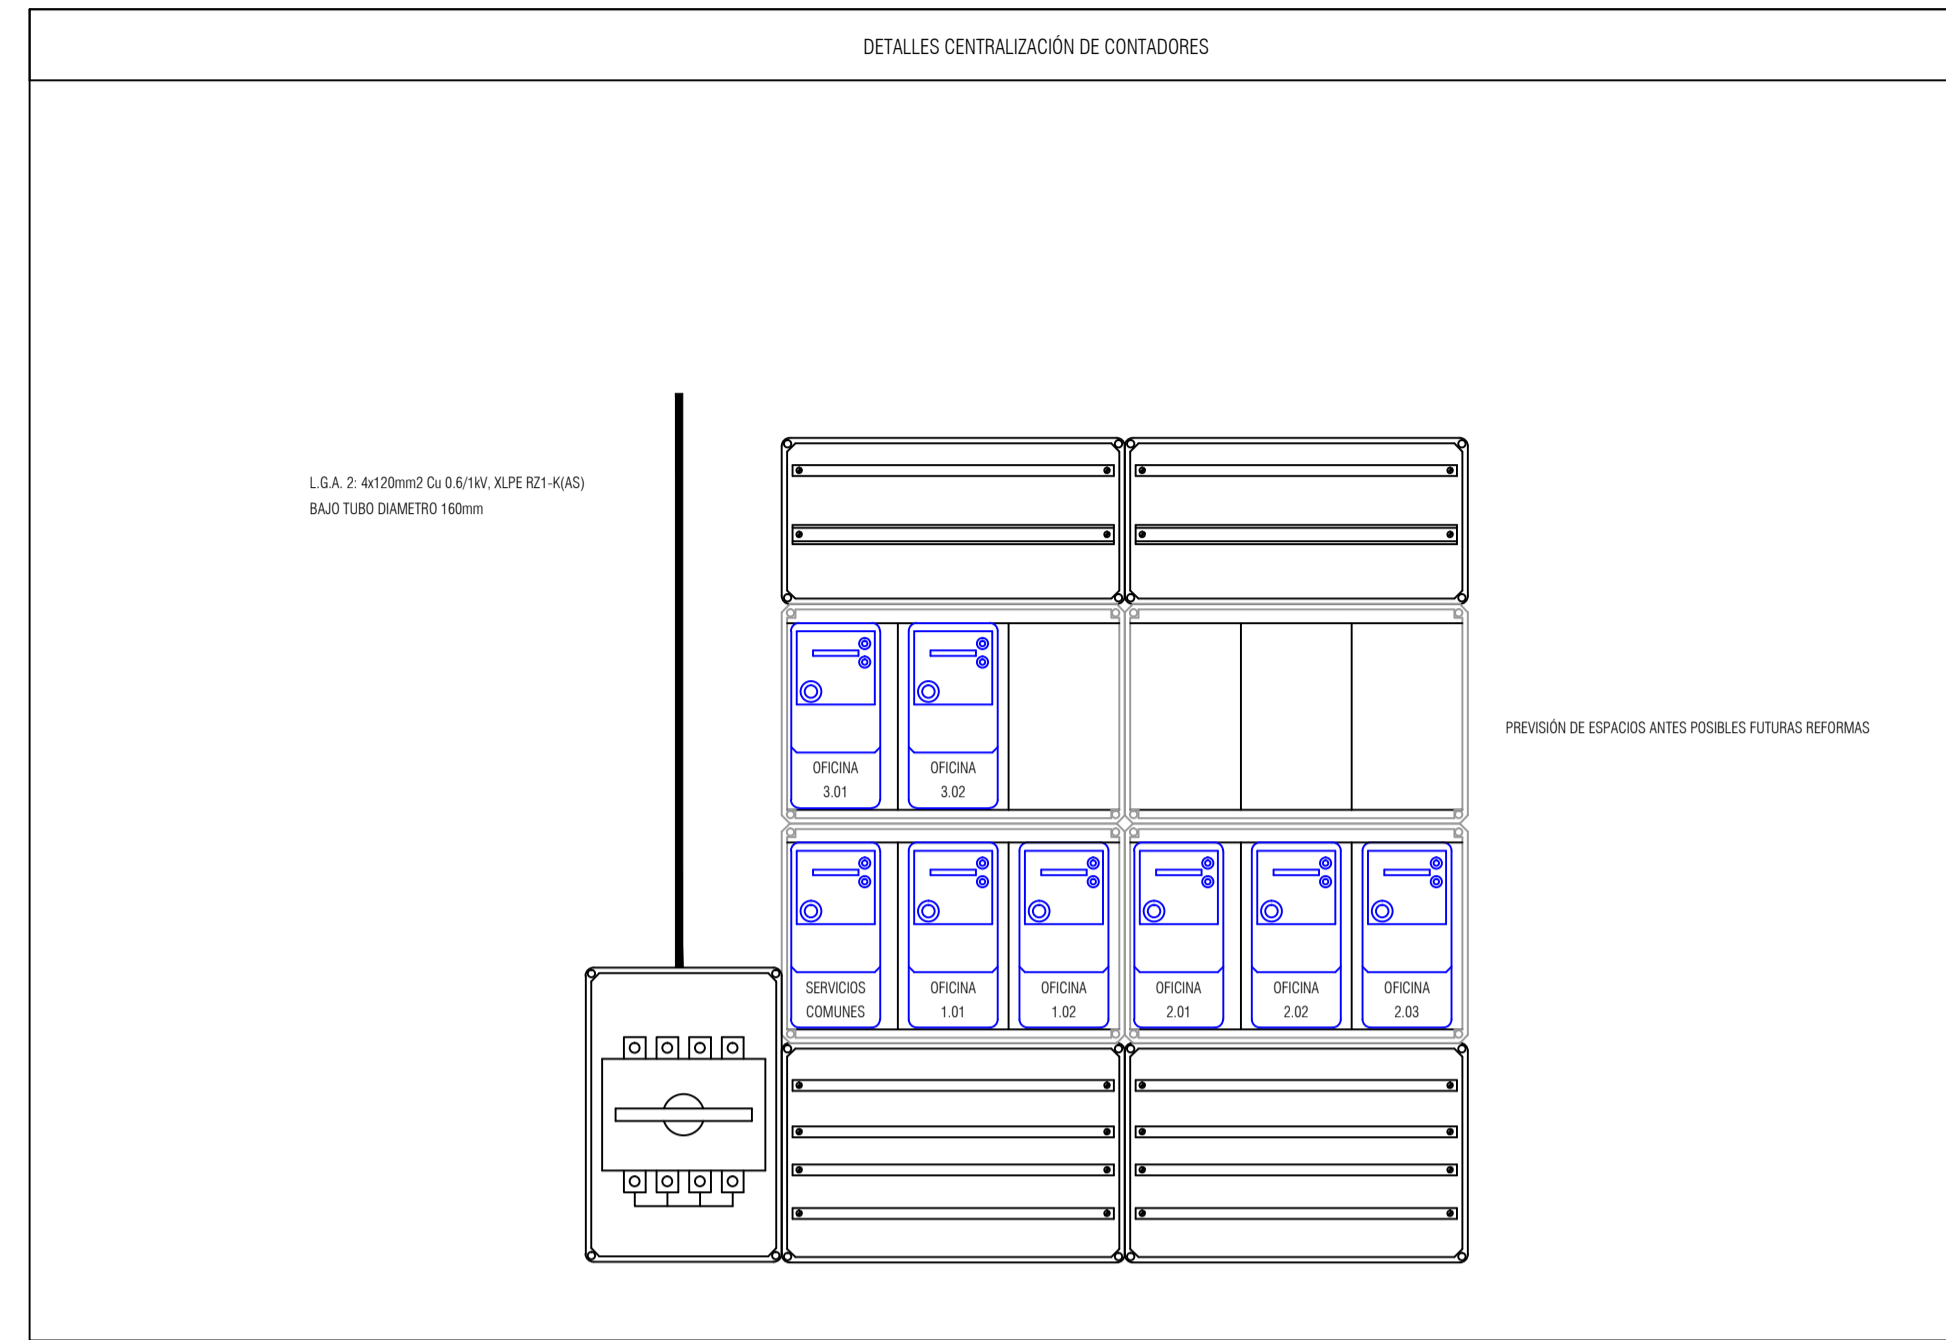 DETALLES CENTRALIZACIÓN DE CONTADORES
L.G.A. 2: 4x120mm2 Cu 0.6/1kV, XLPE RZ1-K(AS)
BAJO TUBO DIAMETRO 160mm
PREVISIÓN DE ESPACIOS ANTES POSIBLES FUTURAS REFORMAS
OFICINA
3.01
OFICINA
3.02
SERVICIOS
COMUNES
OFICINA
1.01
OFICINA
1.02
OFICINA
2.01
OFICINA
2.02
OFICINA
2.03